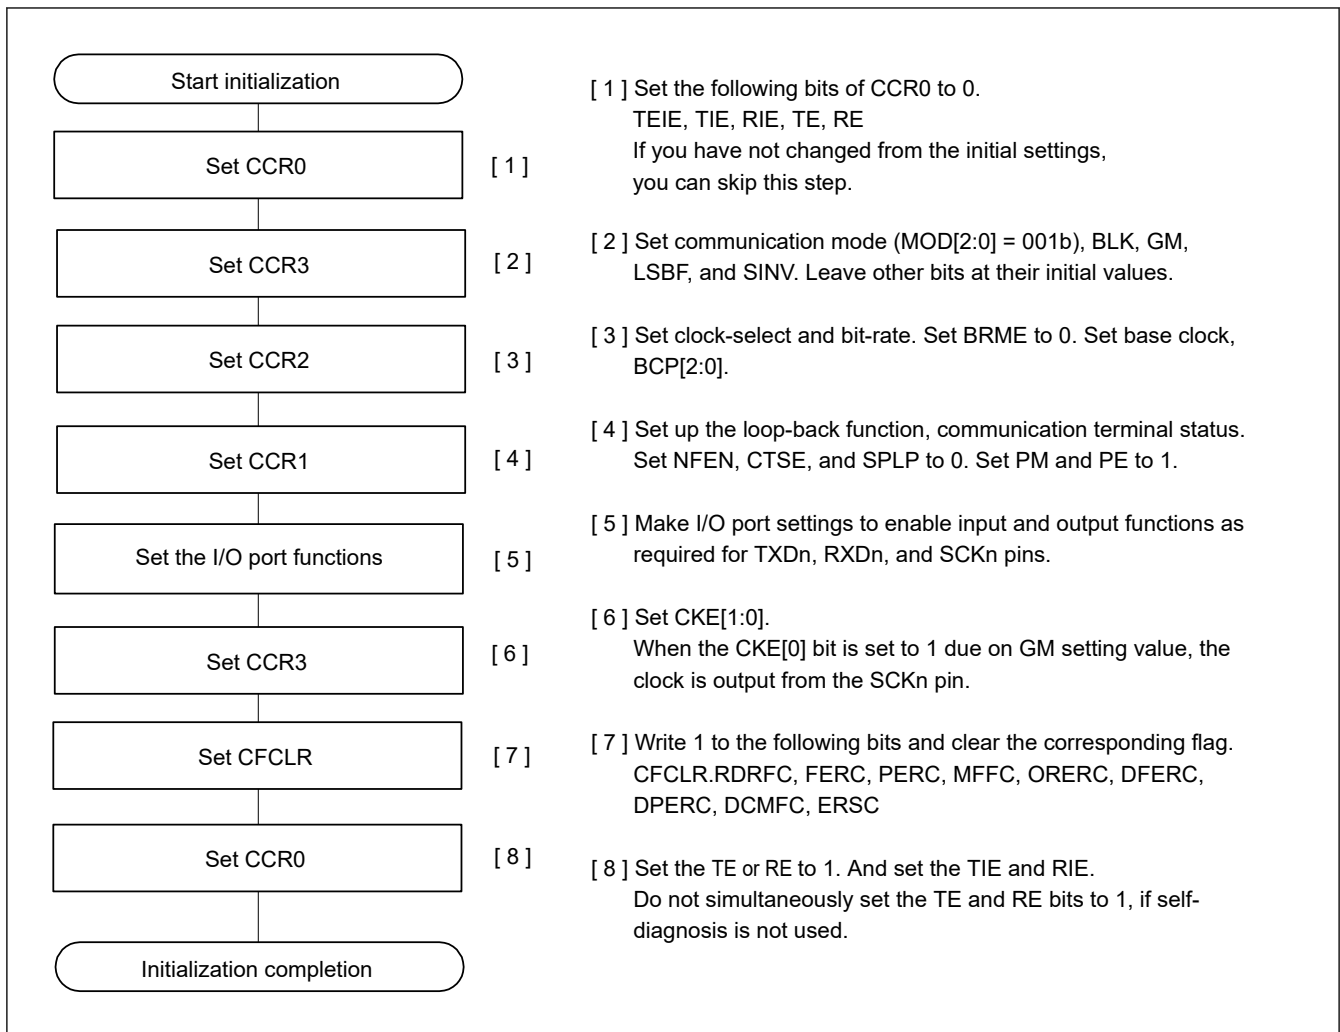 Start initialization
Set CCR0
[ 1 ]
Set CCR3
[ 2 ]
Set CCR2
[ 3 ]
Set CCR1
[ 4 ]
Set the I/O port functions
[ 5 ]
Set CCR3
[ 6 ]
Set CFCLR
[ 7 ]
Set CCR0
[ 8 ]
Initialization completion
[ 1 ] Set the following bits of CCR0 to 0.
TEIE, TIE, RIE, TE, RE
If you have not changed from the initial settings,
you can skip this step.
[ 2 ] Set communication mode (MOD[2:0] = 001b), BLK, GM,
LSBF, and SINV. Leave other bits at their initial values.
[ 3 ] Set clock-select and bit-rate. Set BRME to 0. Set base clock,
BCP[2:0].
[ 4 ] Set up the loop-back function, communication terminal status.
Set NFEN, CTSE, and SPLP to 0. Set PM and PE to 1.
[ 5 ] Make I/O port settings to enable input and output functions as
required for TXDn, RXDn, and SCKn pins.
[ 6 ] Set CKE[1:0].
When the CKE[0] bit is set to 1 due on GM setting value, the
clock is output from the SCKn pin.
[ 7 ] Write 1 to the following bits and clear the corresponding flag.
CFCLR.RDRFC, FERC, PERC, MFFC, ORERC, DFERC,
DPERC, DCMFC, ERSC
[ 8 ] Set the TE or RE to 1. And set the TIE and RIE.
Do not simultaneously set the TE and RE bits to 1, if self-
diagnosis is not used.